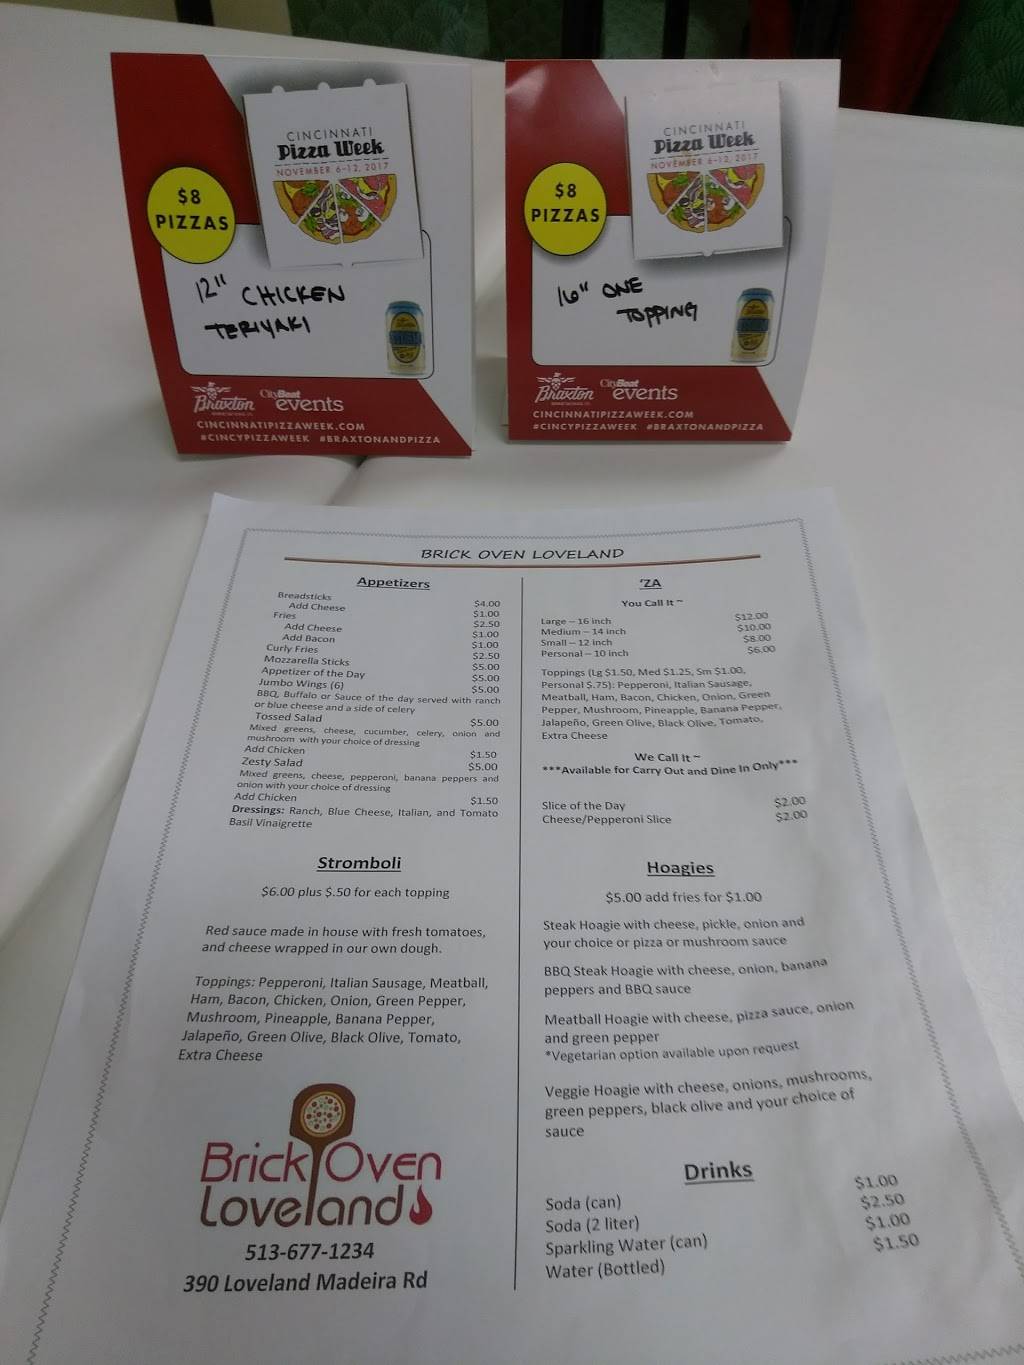 CINCINNATI
Pizza Week
NOVEMBER 6-12, 2017
$8
PIZZAS
12" CHICKEN
TERIYAKI
Braxton
CityBeat
events
CINCINNATIPIZZAWEEK.COM
#CINCYPIZZAWEEK #BRAXTONANDPIZZA
CINCINNATI
Pizza Week
NOVEMBER 6-12, 2017
$8
PIZZAS
16" ONE
TOPPING
Braxton
CityBeat
events
CINCINNATIPIZZAWEEK.COM
#CINCYPIZZAWEEK #BRAXTONANDPIZZA
BRICK OVEN LOVELAND
Appetizers
Breadsticks $4.00
Add Cheese $1.00
Fries $2.50
Add Cheese $1.00
Add Bacon $1.00
Curly Fries $2.50
Mozzarella Sticks $5.00
Appetizer of the Day $5.00
Jumbo Wings (6) $5.00
BBQ, Buffalo or Sauce of the day served with ranch
or blue cheese and a side of celery
Tossed Salad $5.00
Mixed greens, cheese, cucumber, celery, onion and
mushroom with your choice of dressing
Add Chicken $1.50
Zesty Salad $5.00
Mixed greens, cheese, pepperoni, banana peppers and
onion with your choice of dressing
Add Chicken $1.50
Dressings: Ranch, Blue Cheese, Italian, and Tomato
Basil Vinaigrette
Stromboli
$6.00 plus $.50 for each topping
Red sauce made in house with fresh tomatoes,
and cheese wrapped in our own dough.
Toppings: Pepperoni, Italian Sausage, Meatball,
Ham, Bacon, Chicken, Onion, Green Pepper,
Mushroom, Pineapple, Banana Pepper,
Jalapeño, Green Olive, Black Olive, Tomato,
Extra Cheese
Brick Oven
Loveland
513-677-1234
390 Loveland Madeira Rd
'ZA
You Call It ~
Large – 16 inch $12.00
Medium – 14 inch $10.00
Small – 12 inch $8.00
Personal – 10 inch $6.00
Toppings (Lg $1.50, Med $1.25, Sm $1.00,
Personal $.75): Pepperoni, Italian Sausage,
Meatball, Ham, Bacon, Chicken, Onion, Green
Pepper, Mushroom, Pineapple, Banana Pepper,
Jalapeño, Green Olive, Black Olive, Tomato,
Extra Cheese
We Call It ~
***Available for Carry Out and Dine In Only***
Slice of the Day $2.00
Cheese/Pepperoni Slice $2.00
Hoagies
$5.00 add fries for $1.00
Steak Hoagie with cheese, pickle, onion and
your choice or pizza or mushroom sauce
BBQ Steak Hoagie with cheese, onion, banana
peppers and BBQ sauce
Meatball Hoagie with cheese, pizza sauce, onion
and green pepper
*Vegetarian option available upon request
Veggie Hoagie with cheese, onions, mushrooms,
green peppers, black olive and your choice of
sauce
Drinks
Soda (can) $1.00
Soda (2 liter) $2.50
Sparkling Water (can) $1.00
Water (Bottled) $1.50